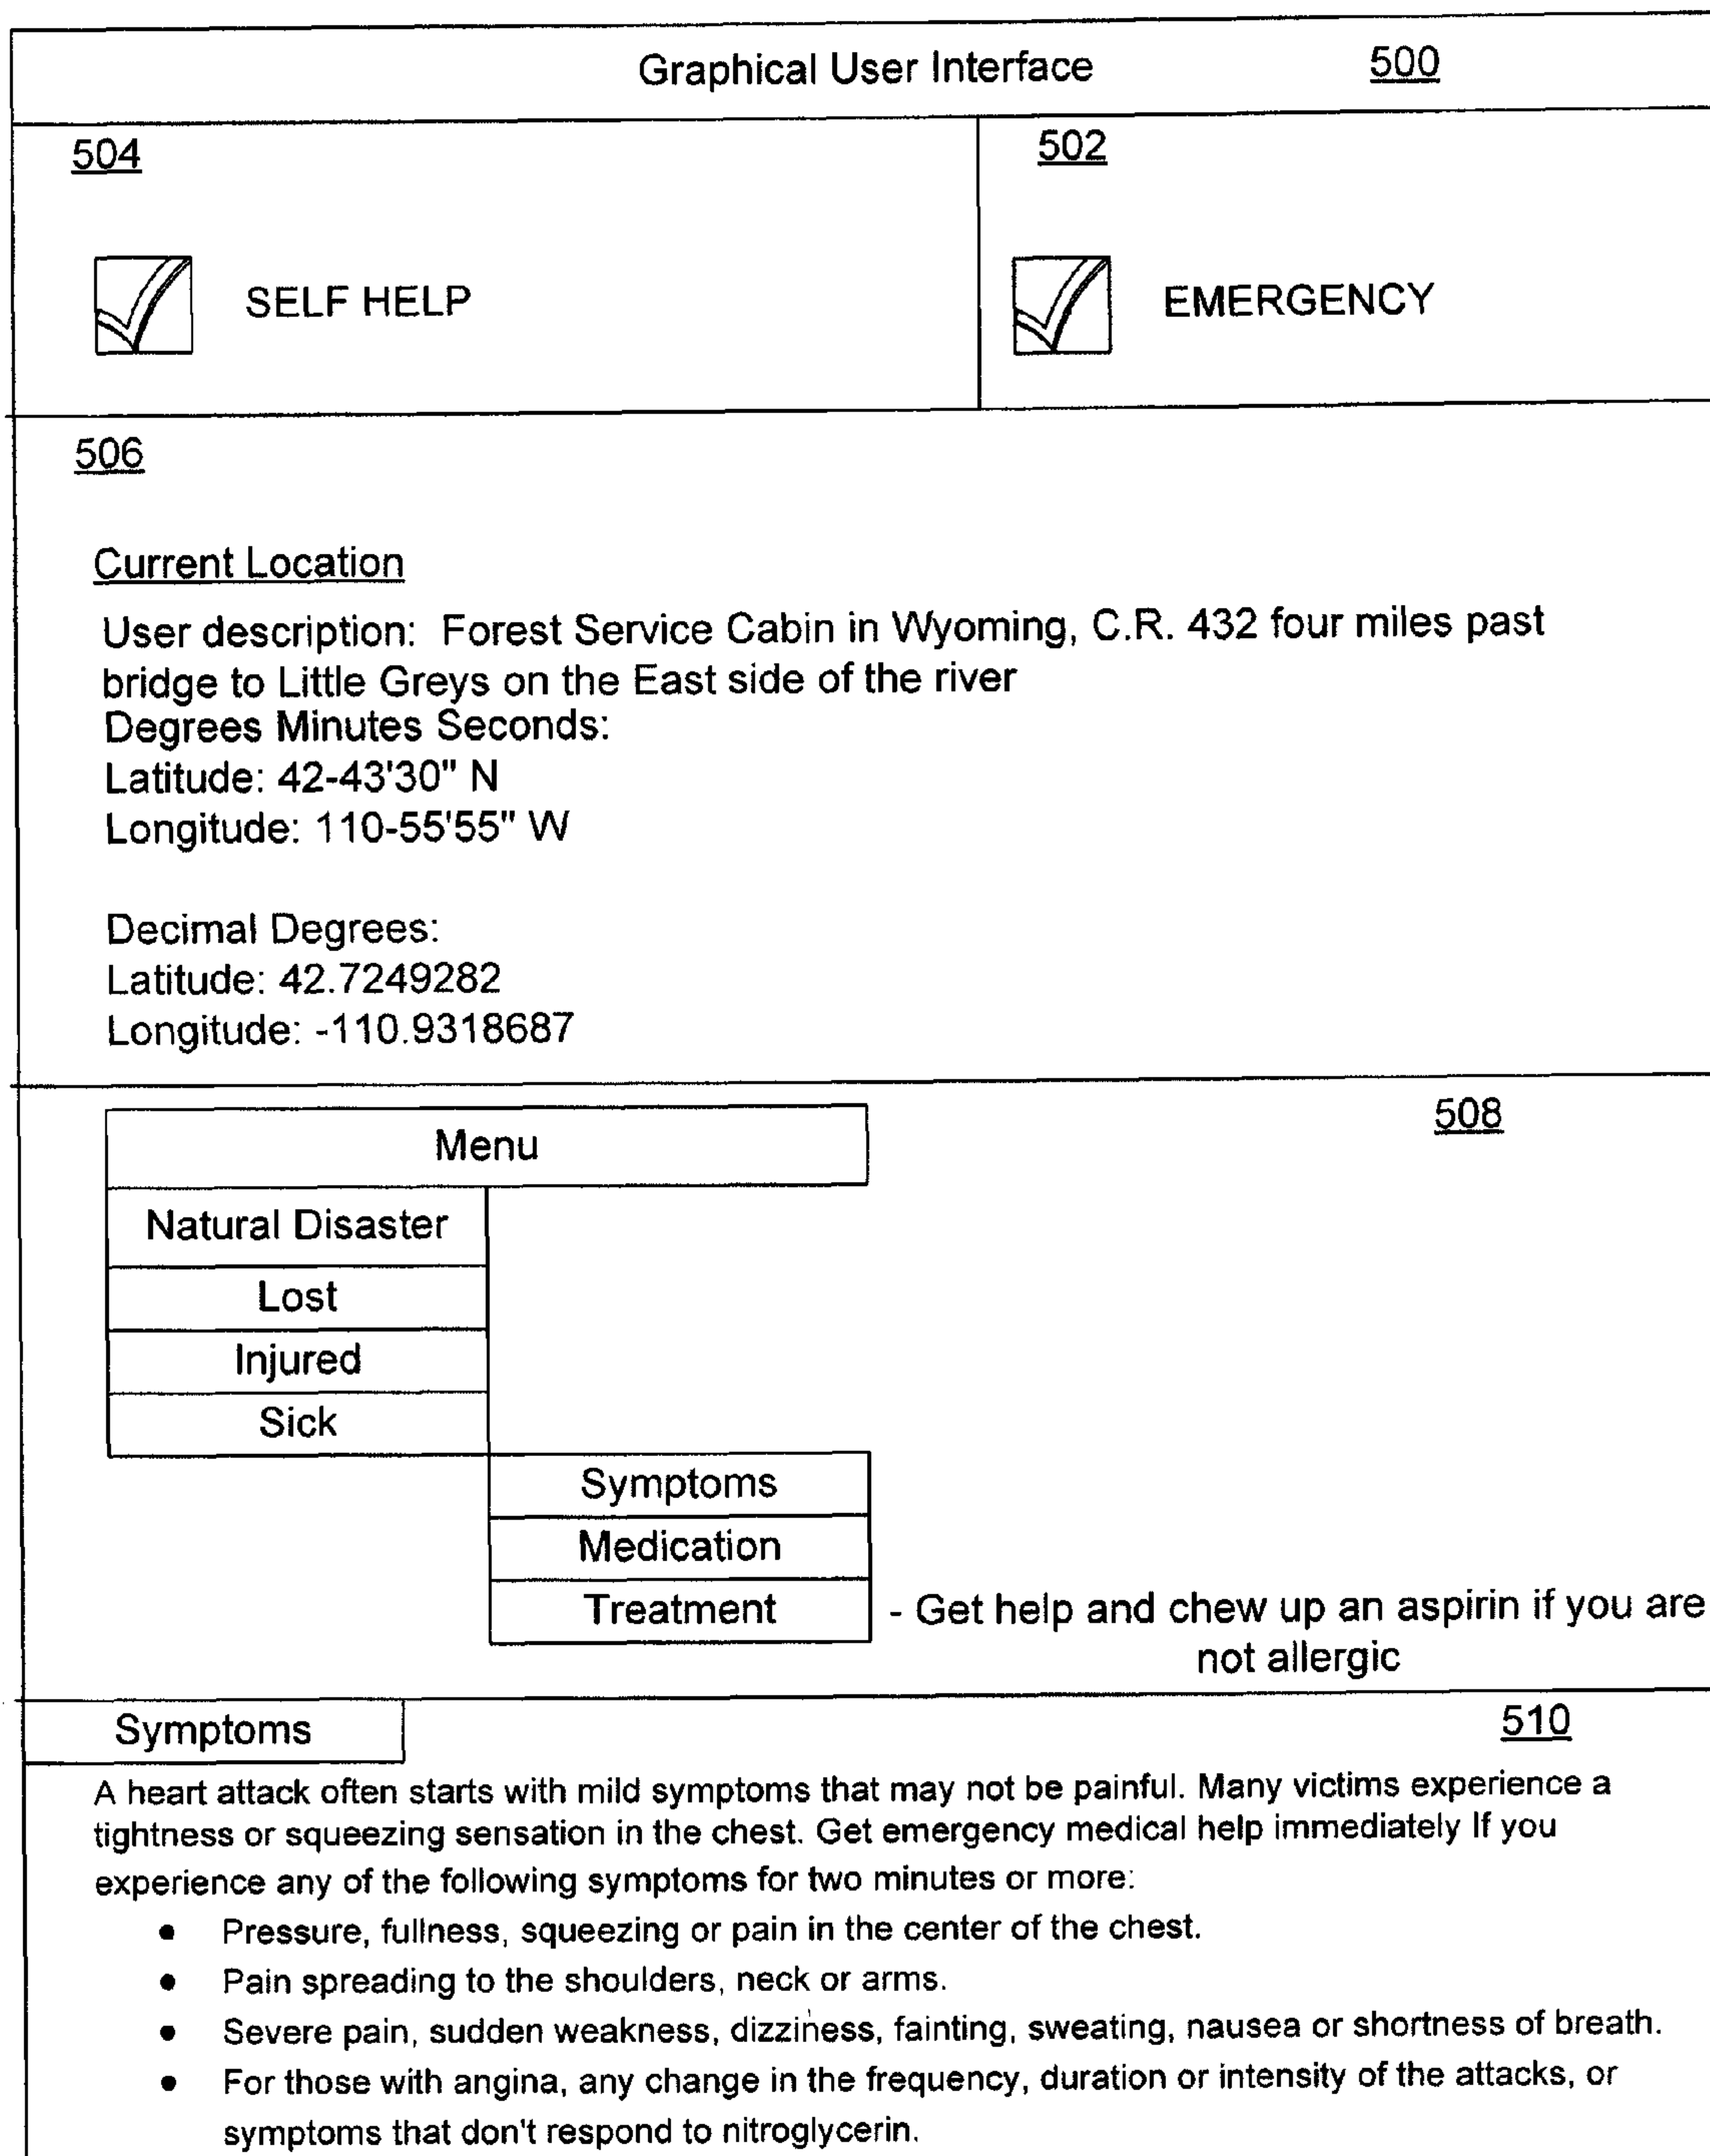 Graphical User Interface 500
504
502
SELF HELP
EMERGENCY
506
Current Location
User description: Forest Service Cabin in Wyoming, C.R. 432 four miles past
bridge to Little Greys on the East side of the river
Degrees Minutes Seconds:
Latitude: 42-43'30" N
Longitude: 110-55'55" W
Decimal Degrees:
Latitude: 42.7249282
Longitude: -110.9318687
508
Menu
Natural Disaster
Lost
Injured
Sick
Symptoms
Medication
Treatment - Get help and chew up an aspirin if you are
not allergic
Symptoms
510
A heart attack often starts with mild symptoms that may not be painful. Many victims experience a
tightness or squeezing sensation in the chest. Get emergency medical help immediately If you
experience any of the following symptoms for two minutes or more:
• Pressure, fullness, squeezing or pain in the center of the chest.
• Pain spreading to the shoulders, neck or arms.
• Severe pain, sudden weakness, dizziness, fainting, sweating, nausea or shortness of breath.
• For those with angina, any change in the frequency, duration or intensity of the attacks, or
symptoms that don't respond to nitroglycerin.